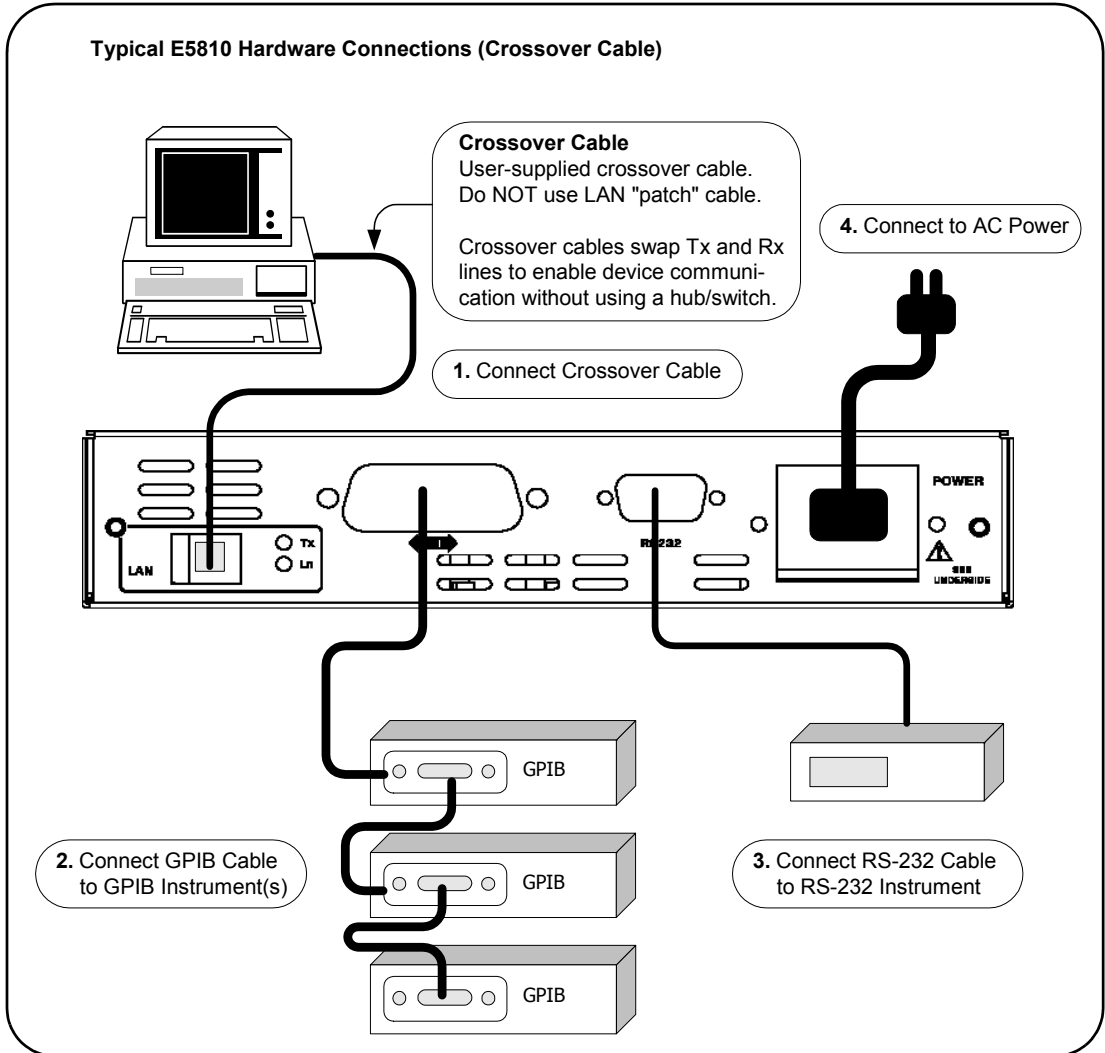 Typical E5810 Hardware Connections (Crossover Cable)
Crossover Cable
User-supplied crossover cable.
Do NOT use LAN "patch" cable.
Crossover cables swap Tx and Rx
lines to enable device communi-
cation without using a hub/switch.
4. Connect to AC Power
1. Connect Crossover Cable
POWER
LAN
Tx
Ln
RS232
SEE
UNDERSIDE
GPIB
2. Connect GPIB Cable
to GPIB Instrument(s)
GPIB
3. Connect RS-232 Cable
to RS-232 Instrument
GPIB